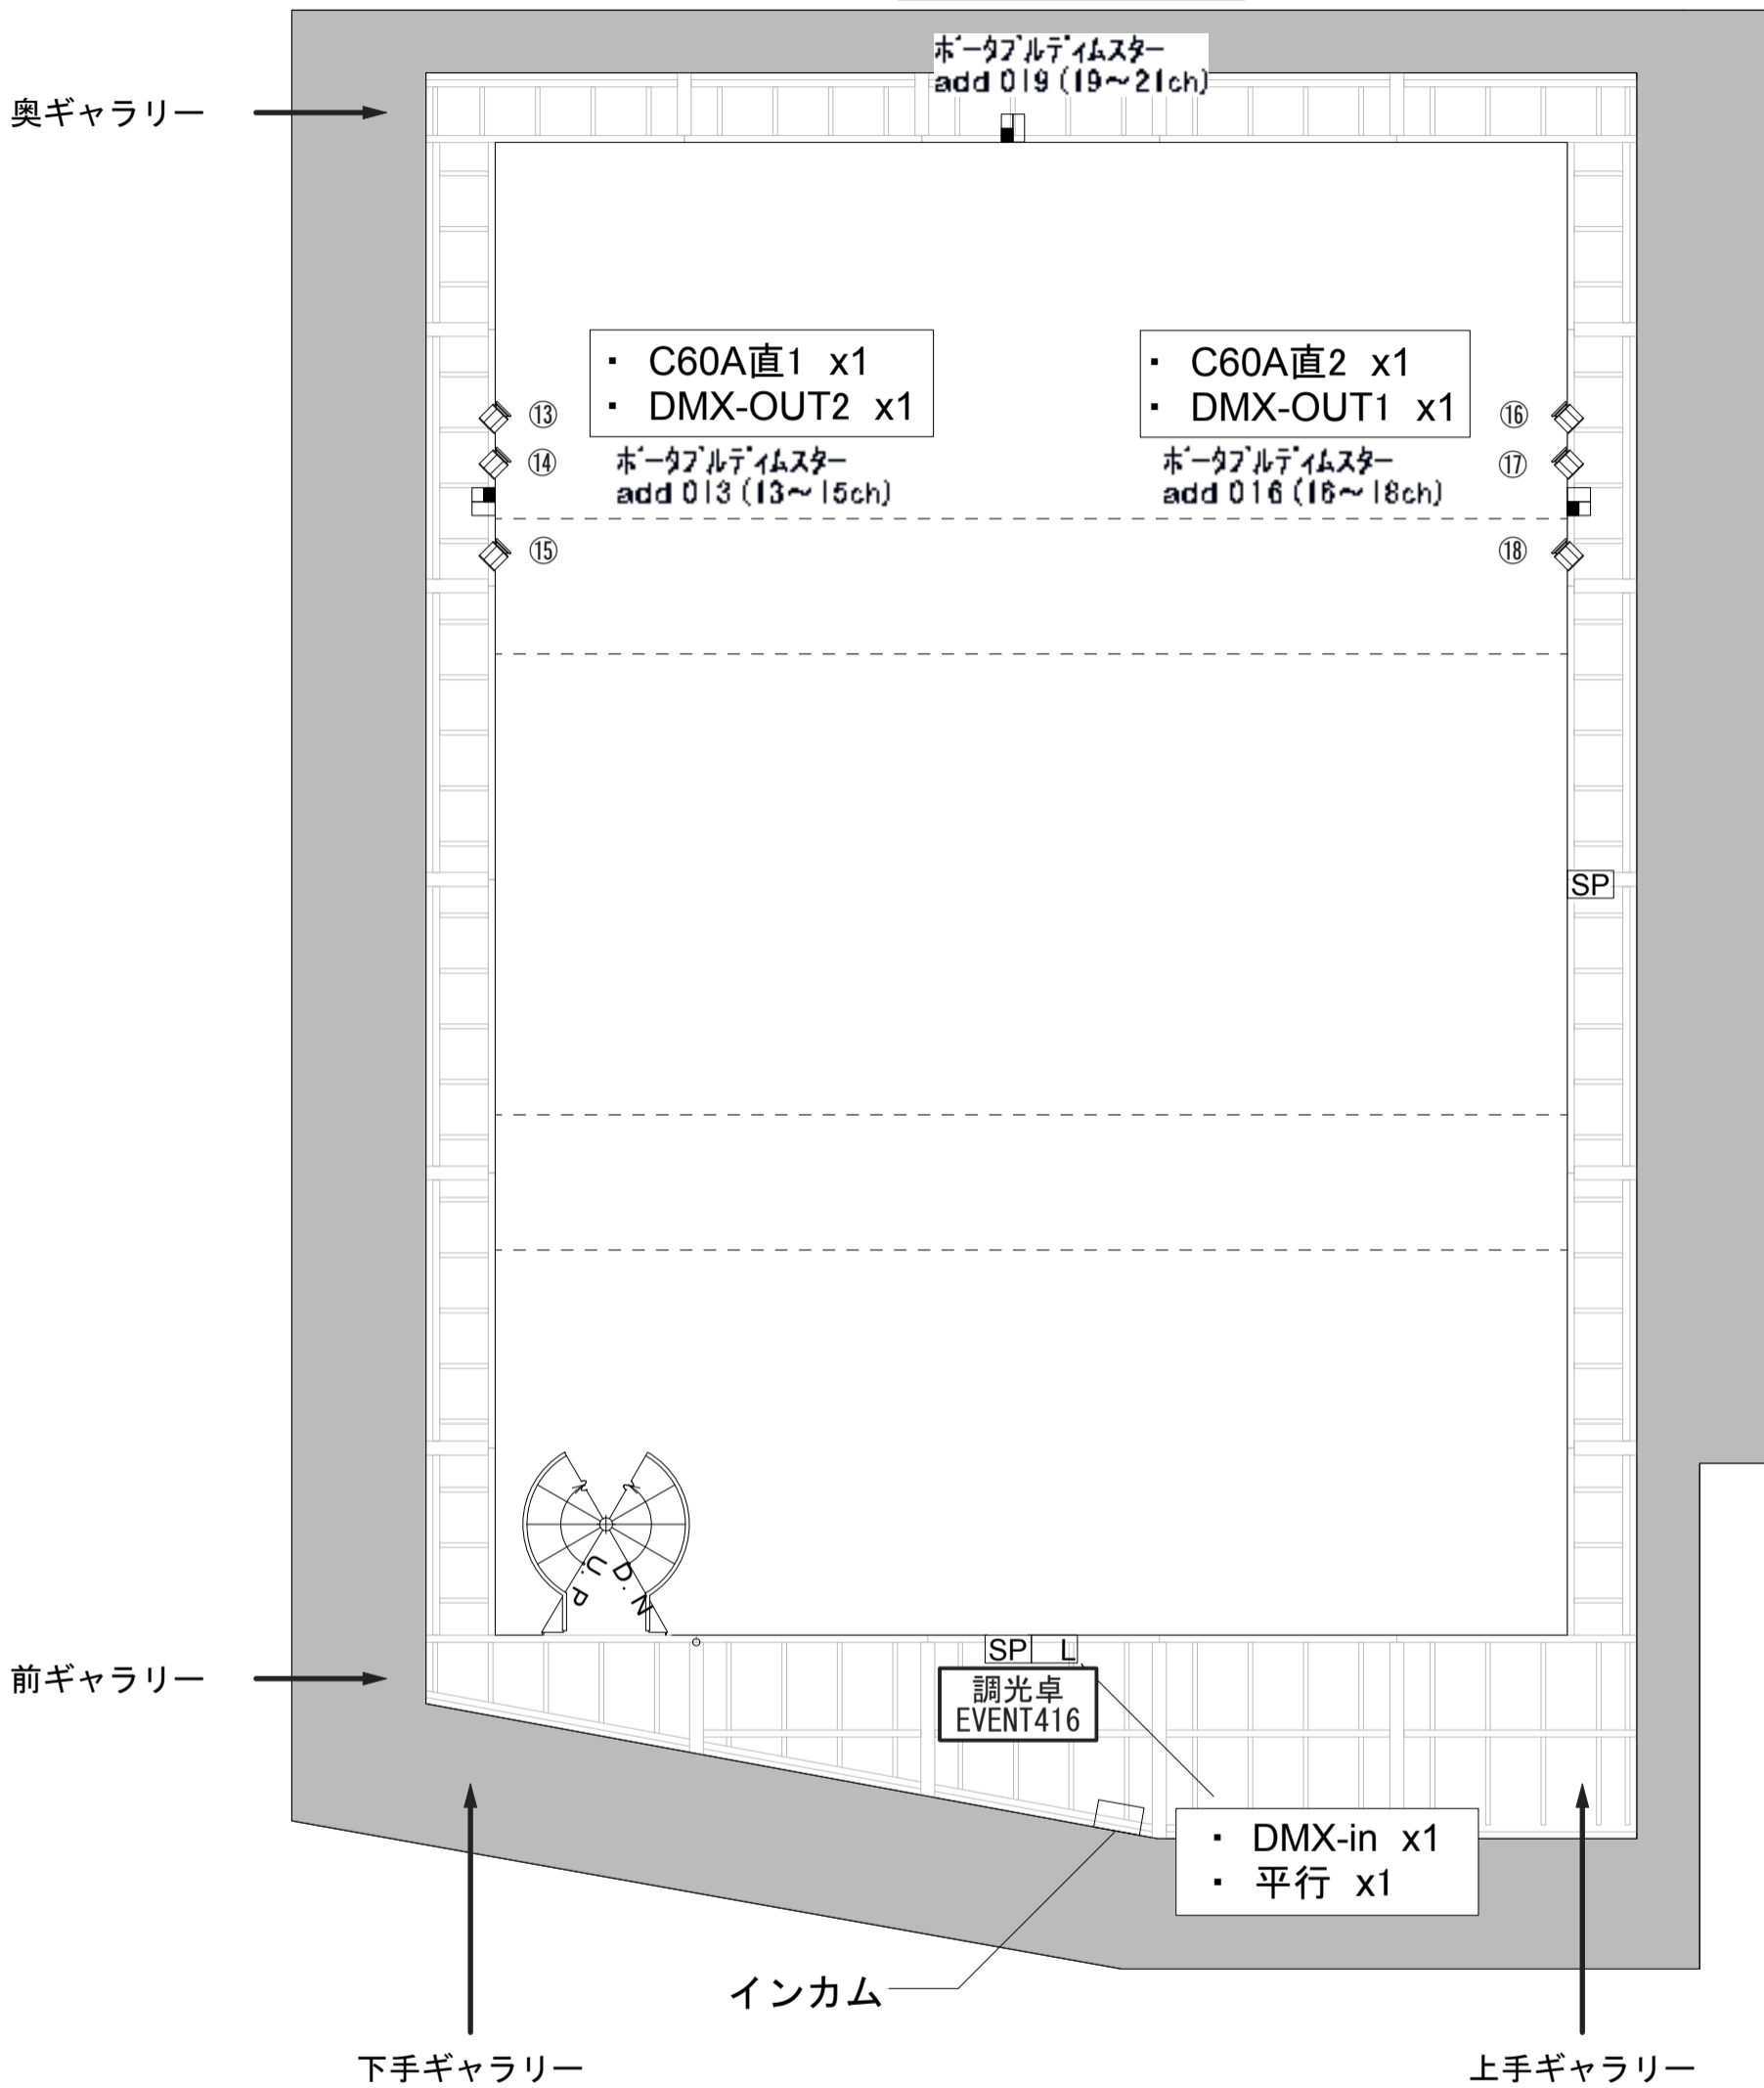 ポータブルディムスター
add 019 (19〜21ch)
奥ギャラリー
・ C60A直1 x1
・ DMX-OUT2 x1
・ C60A直2 x1
・ DMX-OUT1 x1
⑬
⑯
⑭
ポータブルディムスター
add 013 (13〜15ch)
ポータブルディムスター
add 016 (16〜18ch)
⑰
⑮
⑱
SP
U.P
D.N
SP L
前ギャラリー
調光卓
EVENT416
・ DMX-in x1
・ 平行 x1
インカム
下手ギャラリー
上手ギャラリー